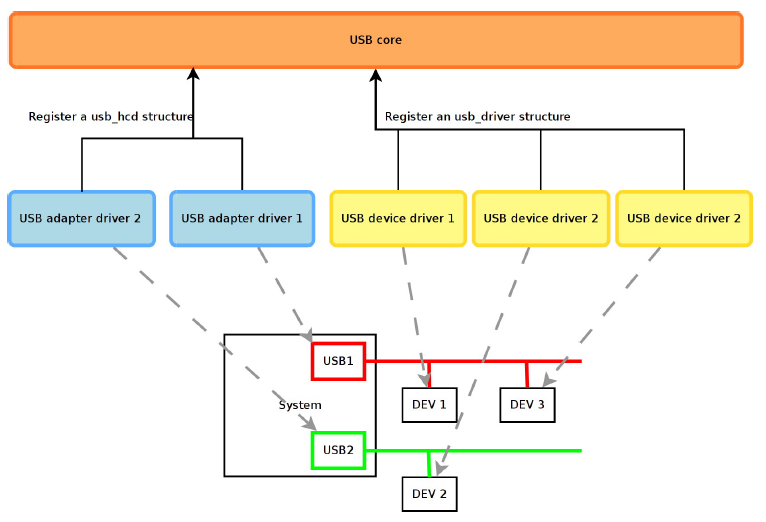 USB core
Register a usb_hcd structure
Register an usb_driver structure
USB adapter driver 2
USB adapter driver 1
USB device driver 1
USB device driver 2
USB device driver 2
USB1
System
DEV 1
DEV 3
USB2
DEV 2